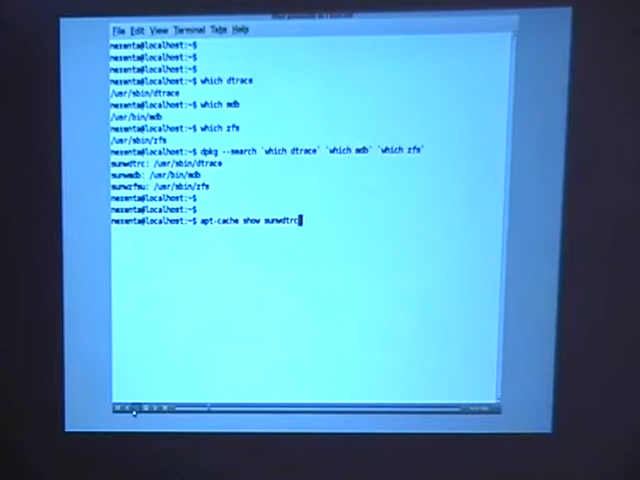 File Edit View Terminal Tabs Help
nexenta@localhost:~$
nexenta@localhost:~$
nexenta@localhost:~$
nexenta@localhost:~$ which dtrace
/usr/sbin/dtrace
nexenta@localhost:~$ which mdb
/usr/bin/mdb
nexenta@localhost:~$ which zfs
/usr/sbin/zfs
nexenta@localhost:~$ dpkg --search `which dtrace` `which mdb` `which zfs`
sunwdtrc: /usr/sbin/dtrace
sunwmdb: /usr/bin/mdb
sunwzfsu: /usr/sbin/zfs
nexenta@localhost:~$
nexenta@localhost:~$
nexenta@localhost:~$ apt-cache show sunwdtrc